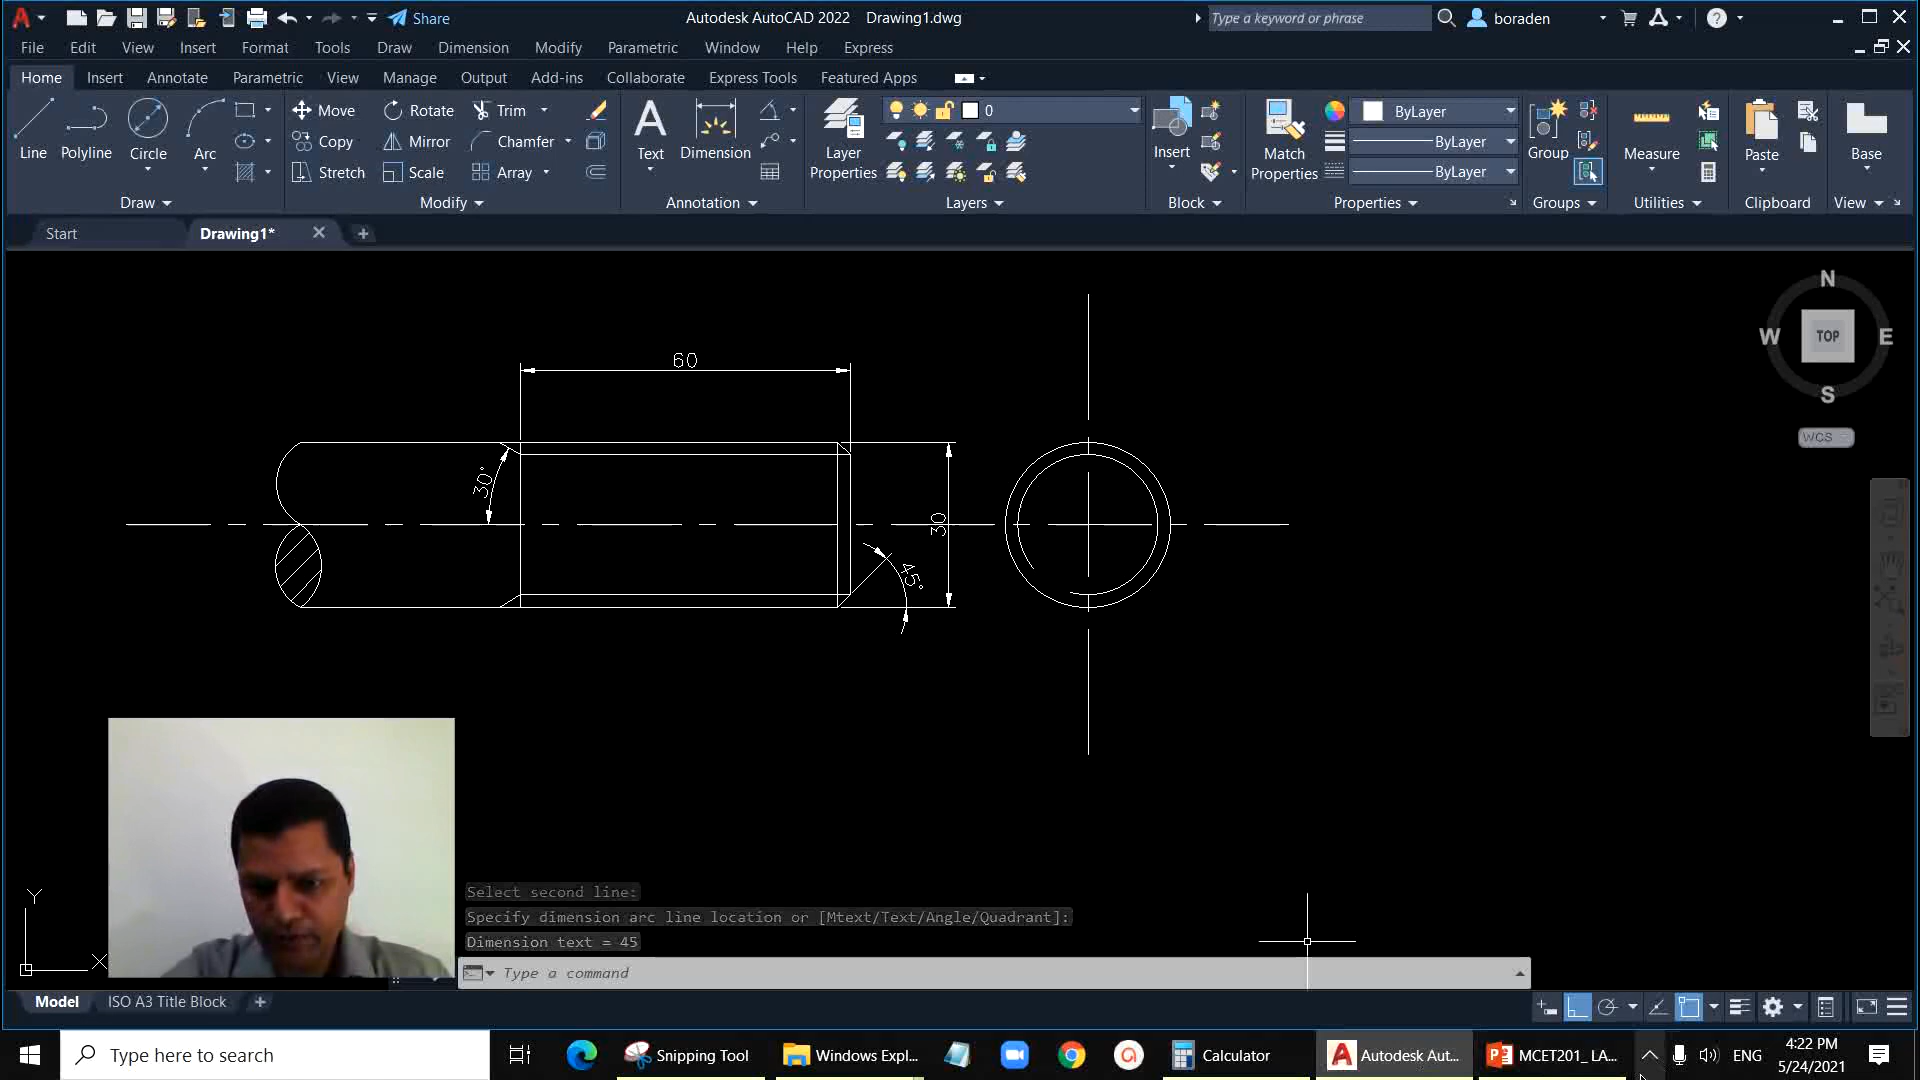 Share
Autodesk AutoCAD 2022 Drawing1.dwg
Type a keyword or phrase
boraden
File Edit View Insert Format Tools Draw Dimension Modify Parametric Window Help Express
Home Insert Annotate Parametric View Manage Output Add-ins Collaborate Express Tools Featured Apps
Line
Polyline
Circle
Arc
Draw
Move Rotate Trim
Copy Mirror Chamfer
Stretch Scale Array
Modify
Text
Dimension
Annotation
Layer
Properties
0
Layers
Insert
Block
Match
Properties
ByLayer
ByLayer
ByLayer
Properties
Group
Groups
Measure
Utilities
Paste
Clipboard
Base
View
Start
Drawing1*
N
W TOP E
S
WCS
60
30°
30
45°
Y
X
Select second line:
Specify dimension arc line location or [Mtext/Text/Angle/Quadrant]:
Dimension text = 45
Type a command
Model ISO A3 Title Block
Type here to search
Snipping Tool
Windows Expl...
Calculator
Autodesk Aut...
MCET201_ LA...
ENG
4:22 PM
5/24/2021